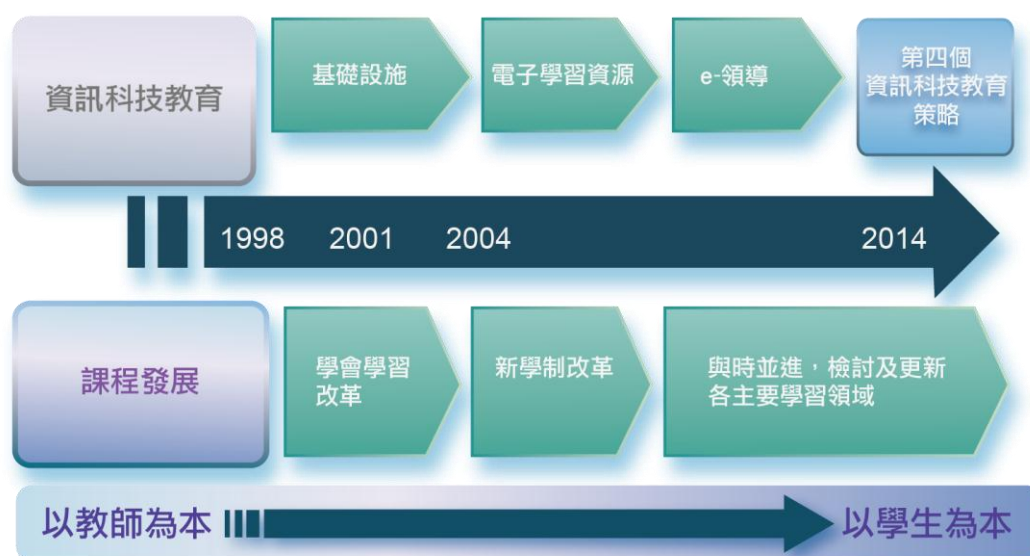 資訊科技教育
基礎設施
電子學習資源
e-領導
第四個
資訊科技教育
策略
1998
2001
2004
2014
課程發展
學會學習
改革
新學制改革
與時並進，檢討及更新
各主要學習領域
以教師為本
以學生為本